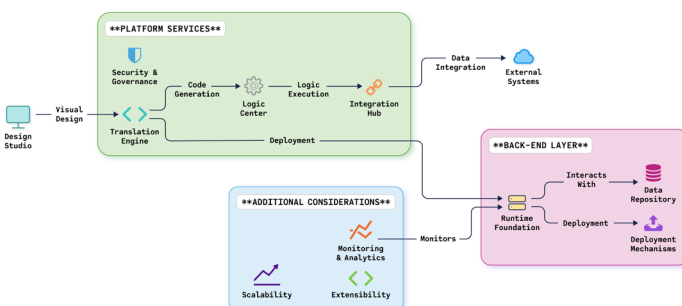 **PLATFORM SERVICES**
Security &
Governance
Code
Generation
Logic
Center
Logic
Execution
Integration
Hub
Data
Integration
External
Systems
Design
Studio
Visual
Design
Translation
Engine
Deployment
**BACK-END LAYER**
Interacts
With
Data
Repository
Runtime
Foundation
Deployment
Deployment
Mechanisms
**ADDITIONAL CONSIDERATIONS**
Monitoring
& Analytics
Monitors
Scalability
Extensibility